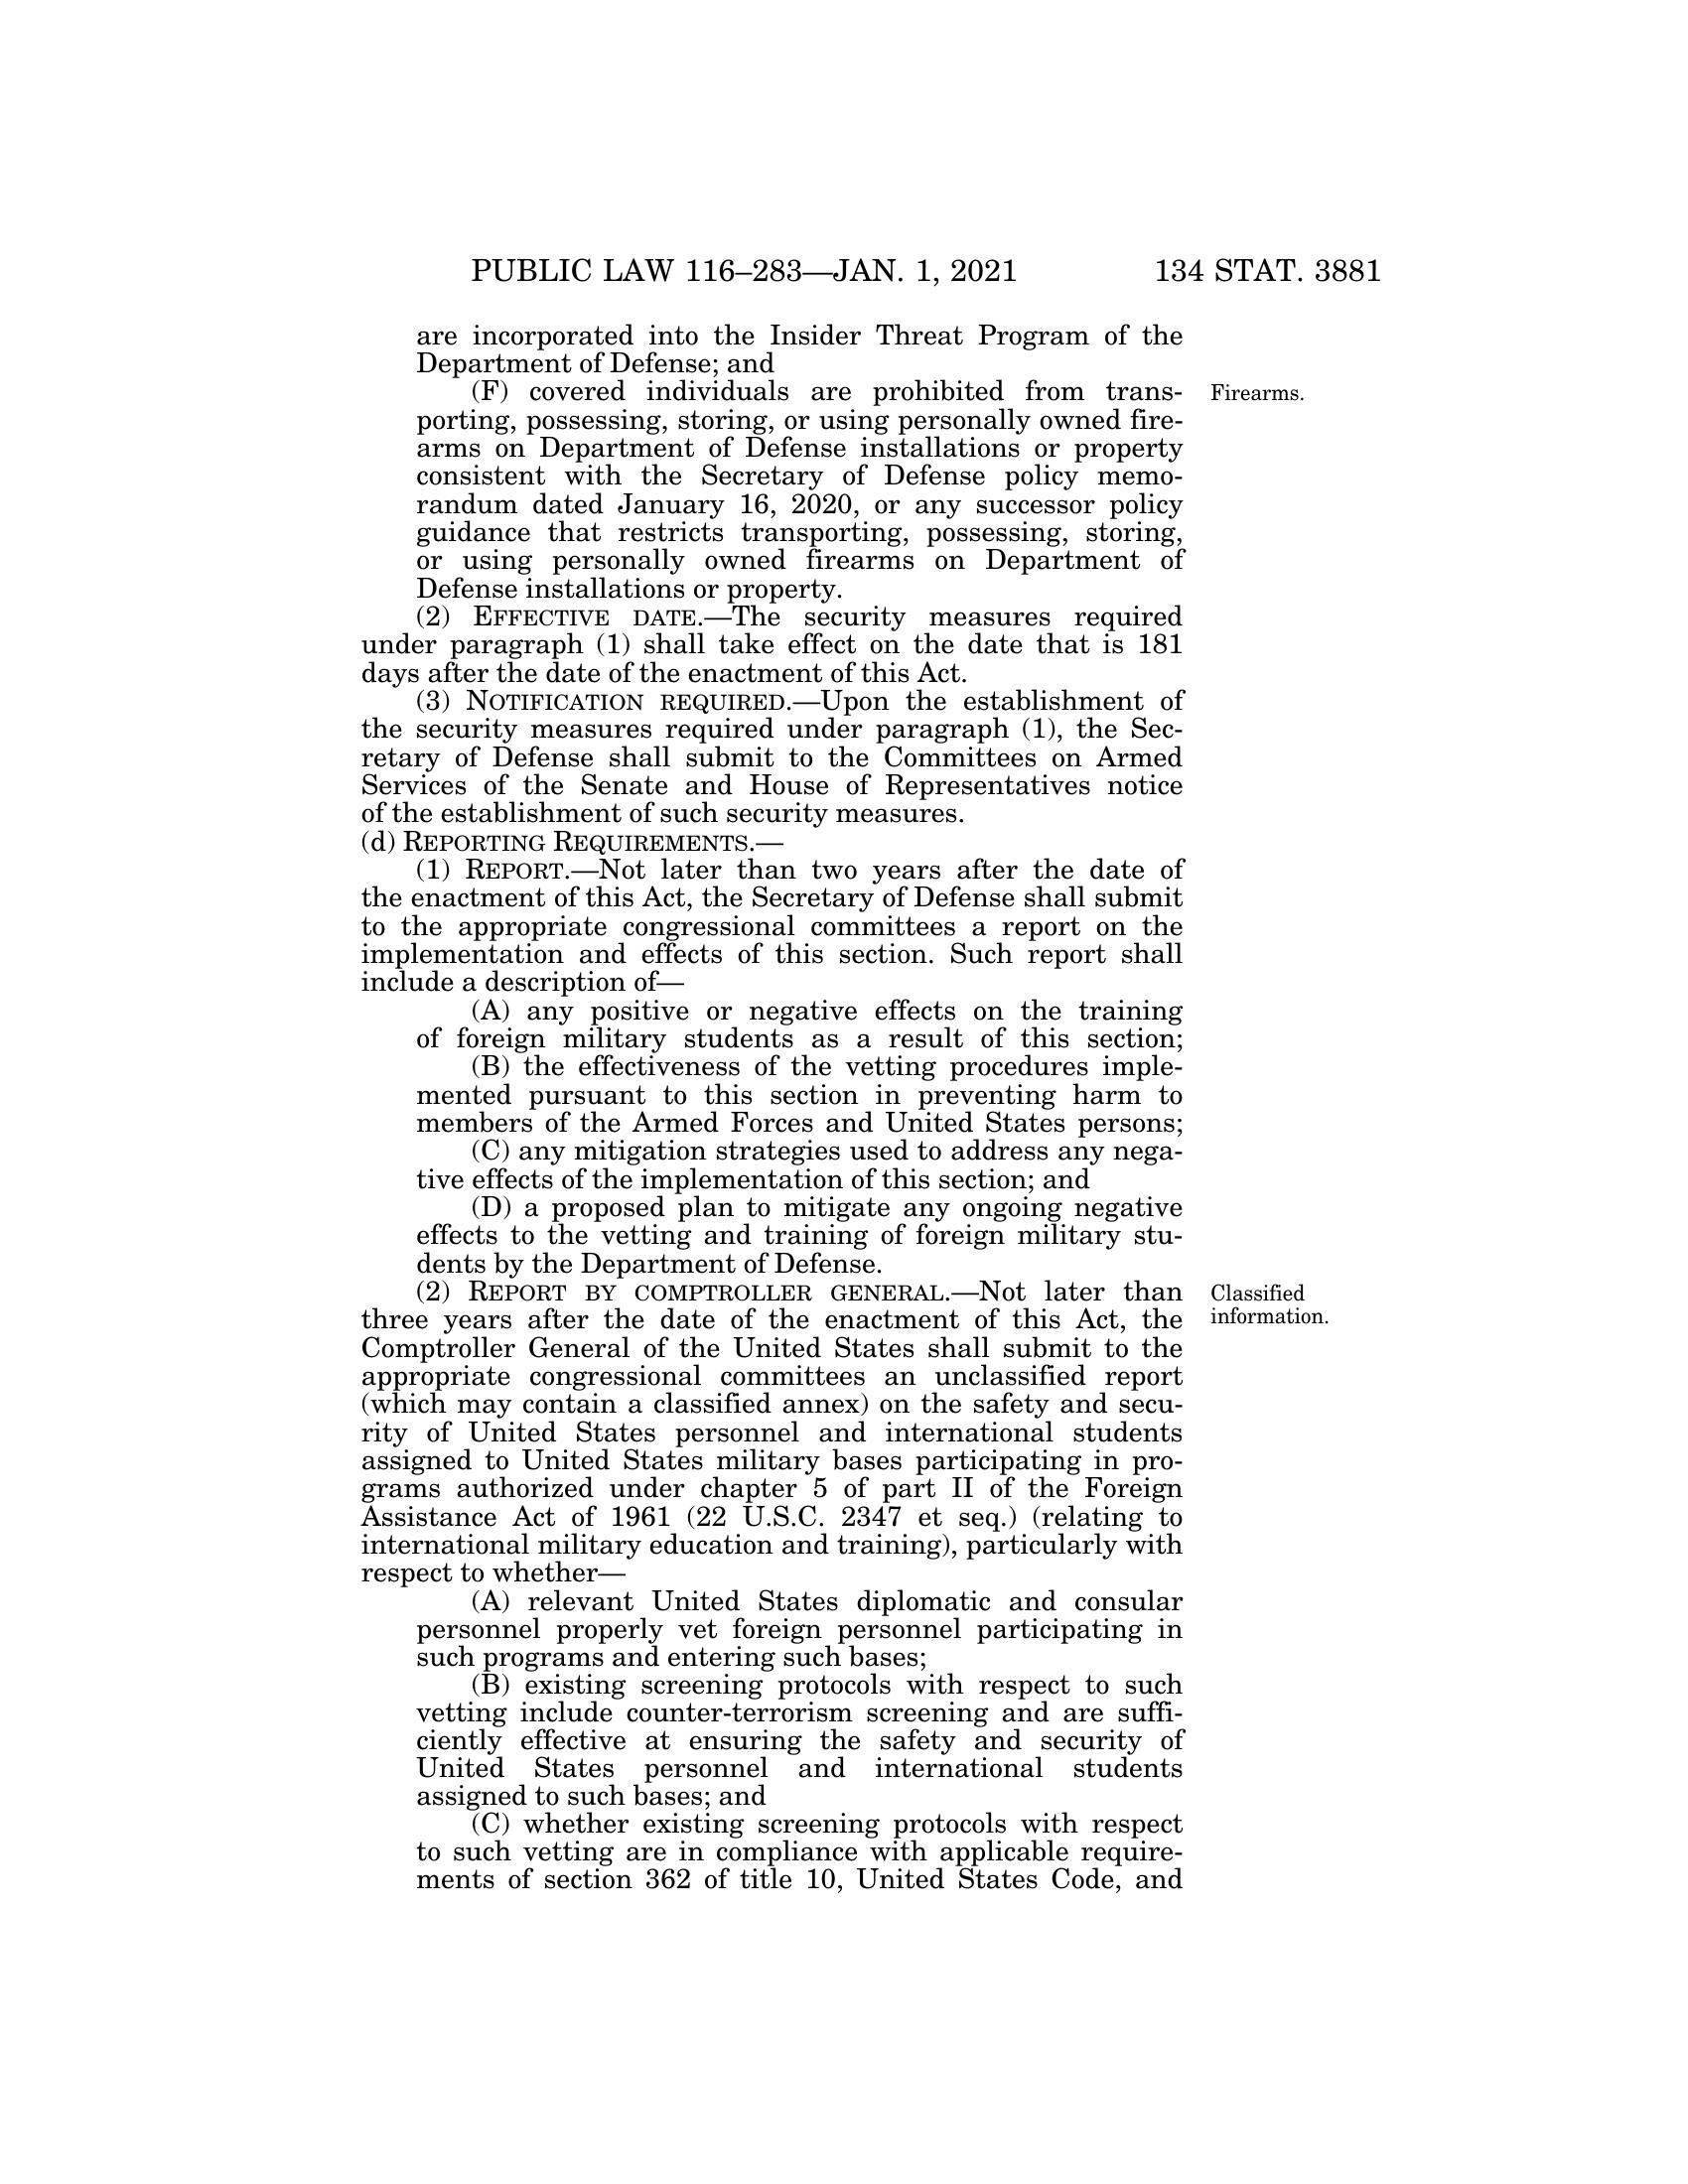 PUBLIC LAW 116–283—JAN. 1, 2021 134 STAT. 3881
are incorporated into the Insider Threat Program of the
Department of Defense; and
(F) covered individuals are prohibited from trans-
porting, possessing, storing, or using personally owned fire-
arms on Department of Defense installations or property
consistent with the Secretary of Defense policy memo-
randum dated January 16, 2020, or any successor policy
guidance that restricts transporting, possessing, storing,
or using personally owned firearms on Department of
Defense installations or property.
Firearms.
(2) EFFECTIVE DATE.—The security measures required
under paragraph (1) shall take effect on the date that is 181
days after the date of the enactment of this Act.
(3) NOTIFICATION REQUIRED.—Upon the establishment of
the security measures required under paragraph (1), the Sec-
retary of Defense shall submit to the Committees on Armed
Services of the Senate and House of Representatives notice
of the establishment of such security measures.
(d) REPORTING REQUIREMENTS.—
(1) REPORT.—Not later than two years after the date of
the enactment of this Act, the Secretary of Defense shall submit
to the appropriate congressional committees a report on the
implementation and effects of this section. Such report shall
include a description of—
(A) any positive or negative effects on the training
of foreign military students as a result of this section;
(B) the effectiveness of the vetting procedures imple-
mented pursuant to this section in preventing harm to
members of the Armed Forces and United States persons;
(C) any mitigation strategies used to address any nega-
tive effects of the implementation of this section; and
(D) a proposed plan to mitigate any ongoing negative
effects to the vetting and training of foreign military stu-
dents by the Department of Defense.
(2) REPORT BY COMPTROLLER GENERAL.—Not later than
three years after the date of the enactment of this Act, the
Comptroller General of the United States shall submit to the
appropriate congressional committees an unclassified report
(which may contain a classified annex) on the safety and secu-
rity of United States personnel and international students
assigned to United States military bases participating in pro-
grams authorized under chapter 5 of part II of the Foreign
Assistance Act of 1961 (22 U.S.C. 2347 et seq.) (relating to
international military education and training), particularly with
respect to whether—
Classified
information.
(A) relevant United States diplomatic and consular
personnel properly vet foreign personnel participating in
such programs and entering such bases;
(B) existing screening protocols with respect to such
vetting include counter-terrorism screening and are suffi-
ciently effective at ensuring the safety and security of
United States personnel and international students
assigned to such bases; and
(C) whether existing screening protocols with respect
to such vetting are in compliance with applicable require-
ments of section 362 of title 10, United States Code, and